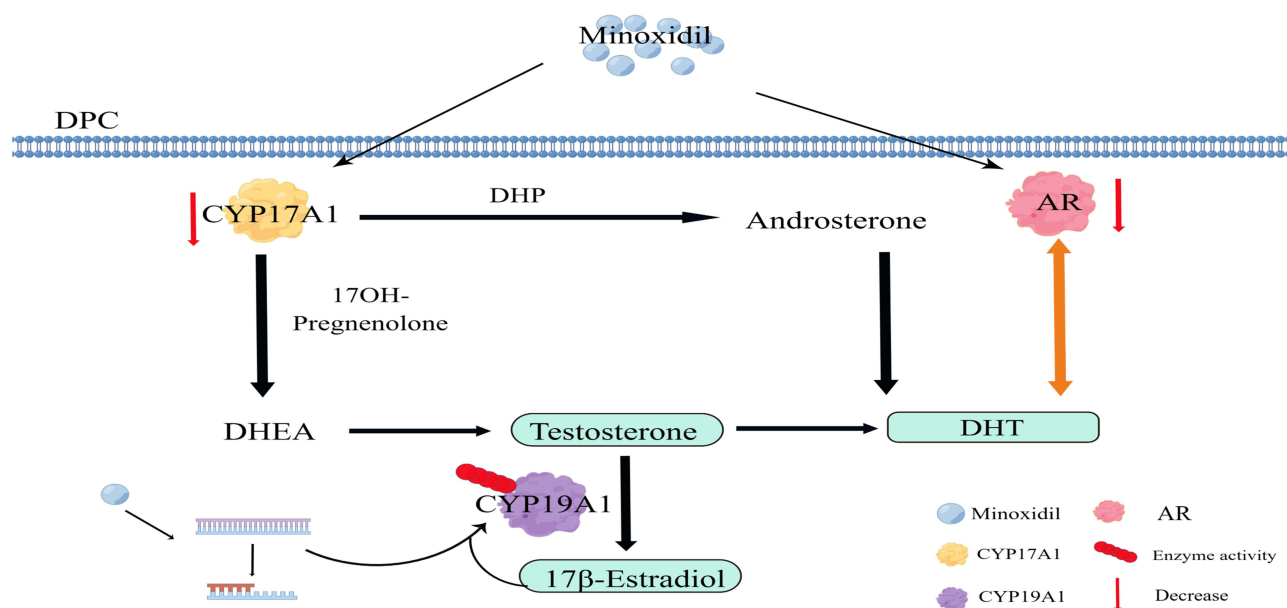 Minoxidil
DPC
CYP17A1
DHP
Androsterone
AR
17OH-
Pregnenolone
DHEA
Testosterone
DHT
CYP19A1
17β-Estradiol
Minoxidil
AR
CYP17A1
Enzyme activity
CYP19A1
Decrease